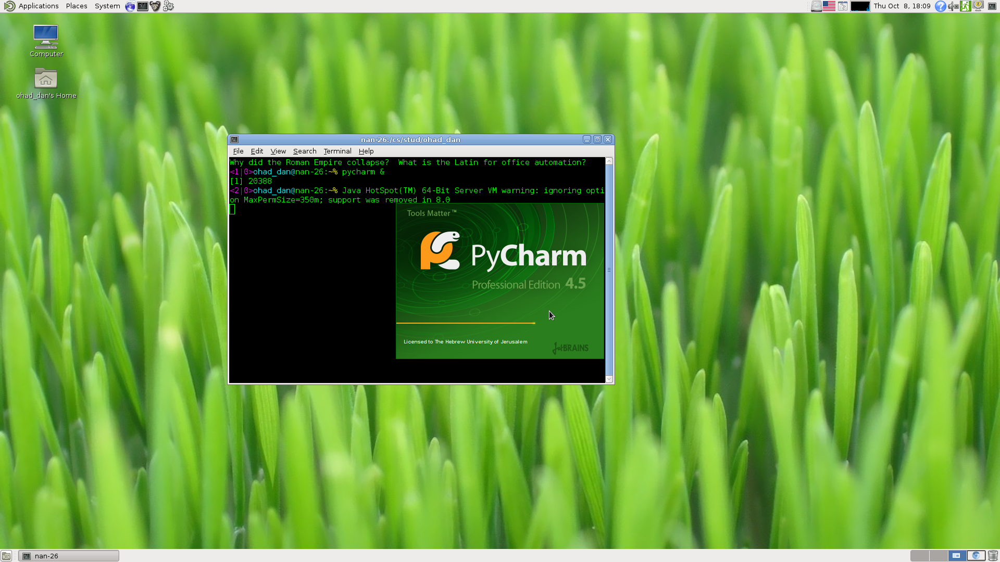 Applications Places System
Thu Oct 8, 18:09
Computer
ohad_dan's Home
nan-26:/cs/stud/ohad_dan
File Edit View Search Terminal Help
Why did the Roman Empire collapse?  What is the Latin for office automation?
<1|0>ohad_dan@nan-26:~% pycharm &
[1] 20388
<2|0>ohad_dan@nan-26:~% Java HotSpot(TM) 64-Bit Server VM warning: ignoring opti
on MaxPermSize=350m; support was removed in 8.0
Tools Matter™
PyCharm
Professional Edition 4.5
Licensed to The Hebrew University of Jerusalem
JetBRAINS
nan-26